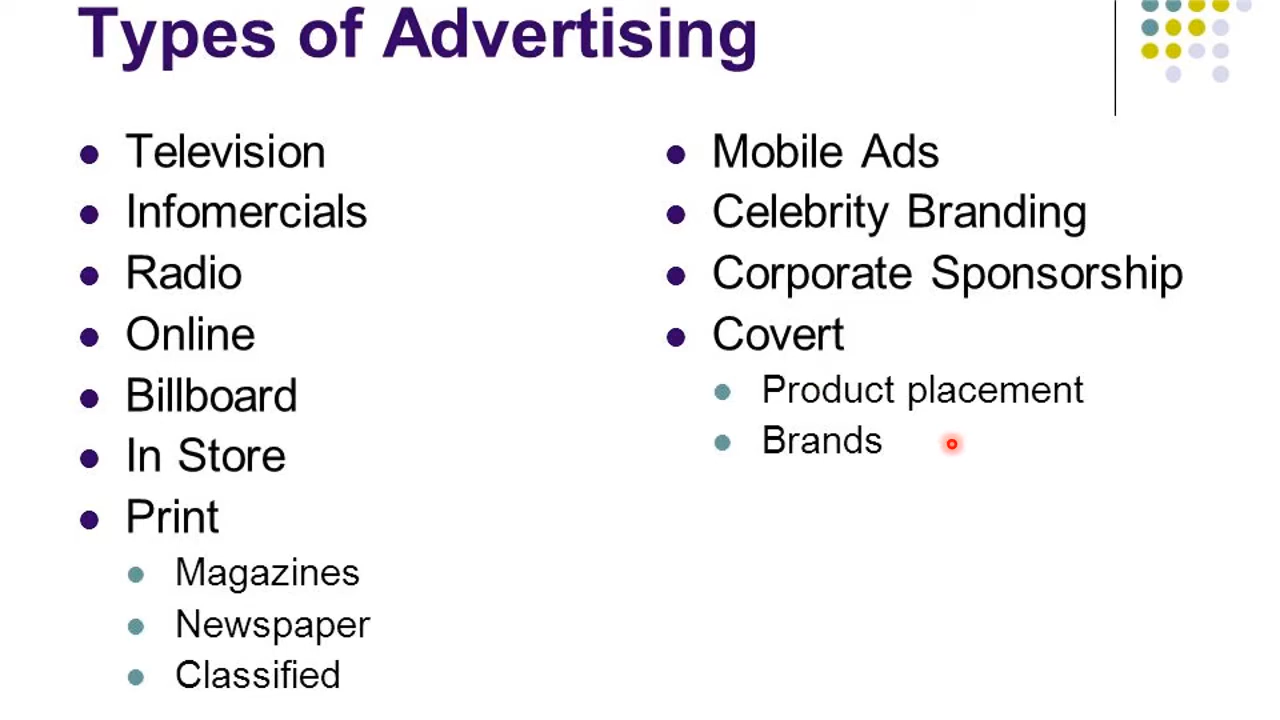 Types of Advertising
Television
Infomercials
Radio
Online
Billboard
In Store
Print
Magazines
Newspaper
Classified
Mobile Ads
Celebrity Branding
Corporate Sponsorship
Covert
Product placement
Brands